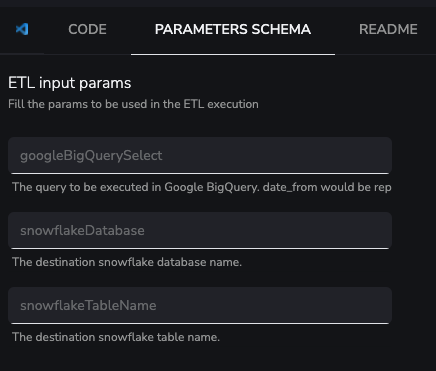 CODE
PARAMETERS SCHEMA
README
ETL input params
Fill the params to be used in the ETL execution
googleBigQuerySelect
The query to be executed in Google BigQuery. date_from would be rep
snowflakeDatabase
The destination snowflake database name.
snowflakeTableName
The destination snowflake table name.